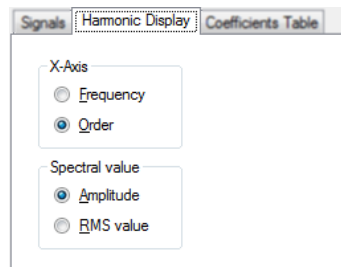 Signals Harmonic Display Coefficients Table
X-Axis
Frequency
Order
Spectral value
Amplitude
RMS value